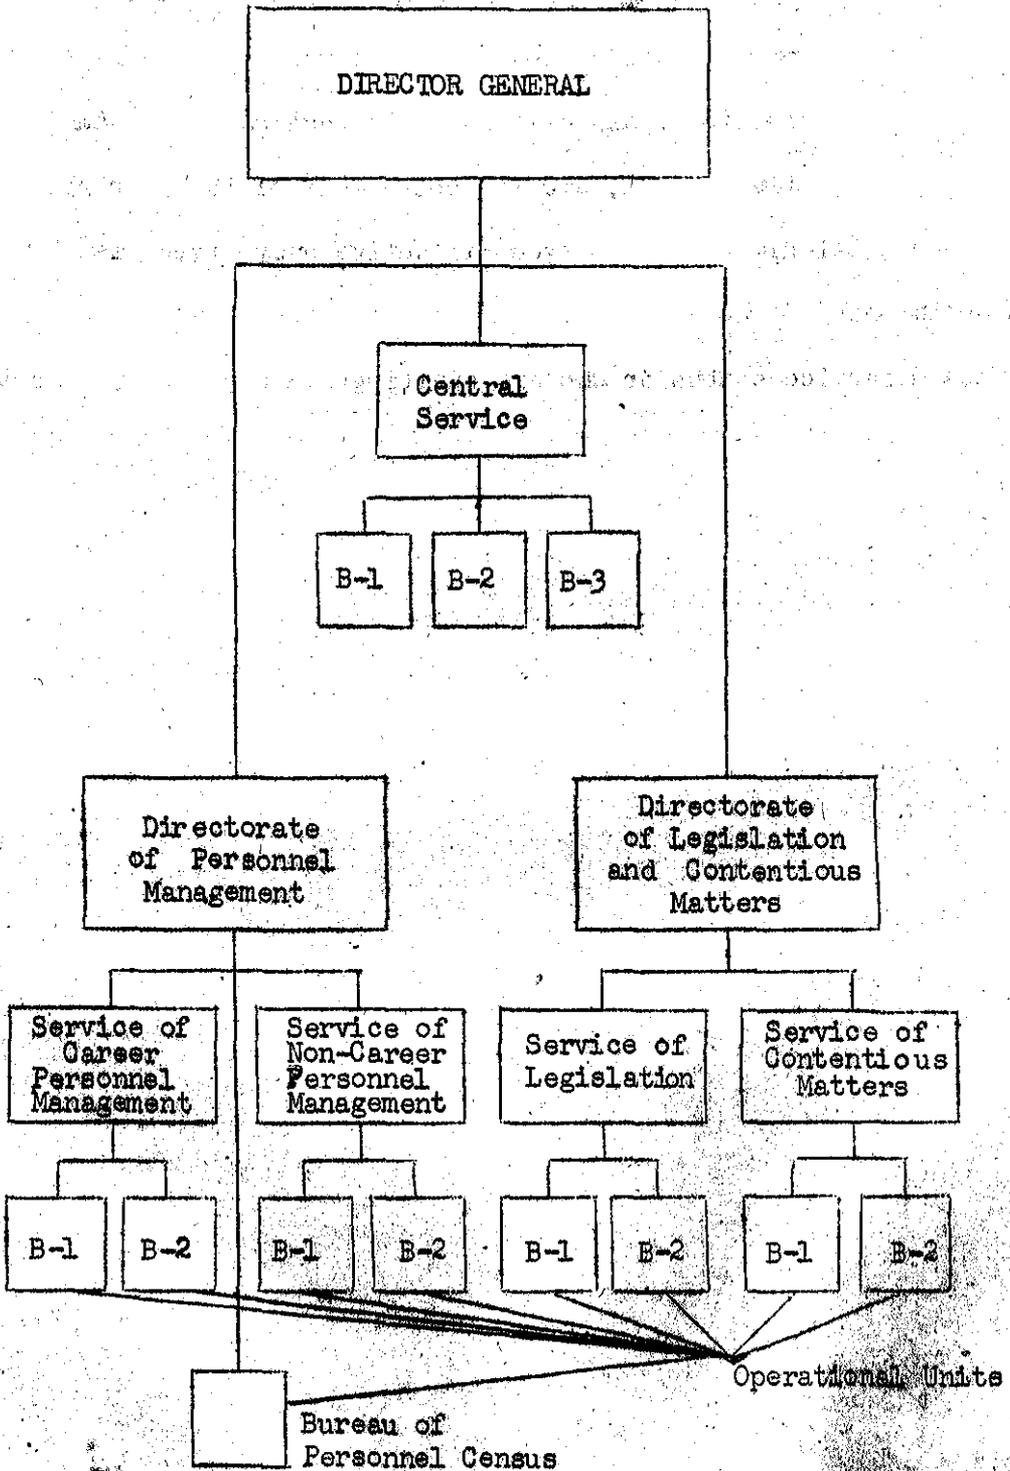 DIRECTOR GENERAL
Central
Service
B-1
B-2
B-3
Directorate
of Personnel
Management
Directorate
of Legislation
and Contentious
Matters
Service of
Career
Personnel
Management
Service of
Non-Career
Personnel
Management
Service of
Legislation
Service of
Contentious
Matters
B-1
B-2
B-1
B-2
B-1
B-2
B-1
B-2
Operational Units
Bureau of
Personnel Census